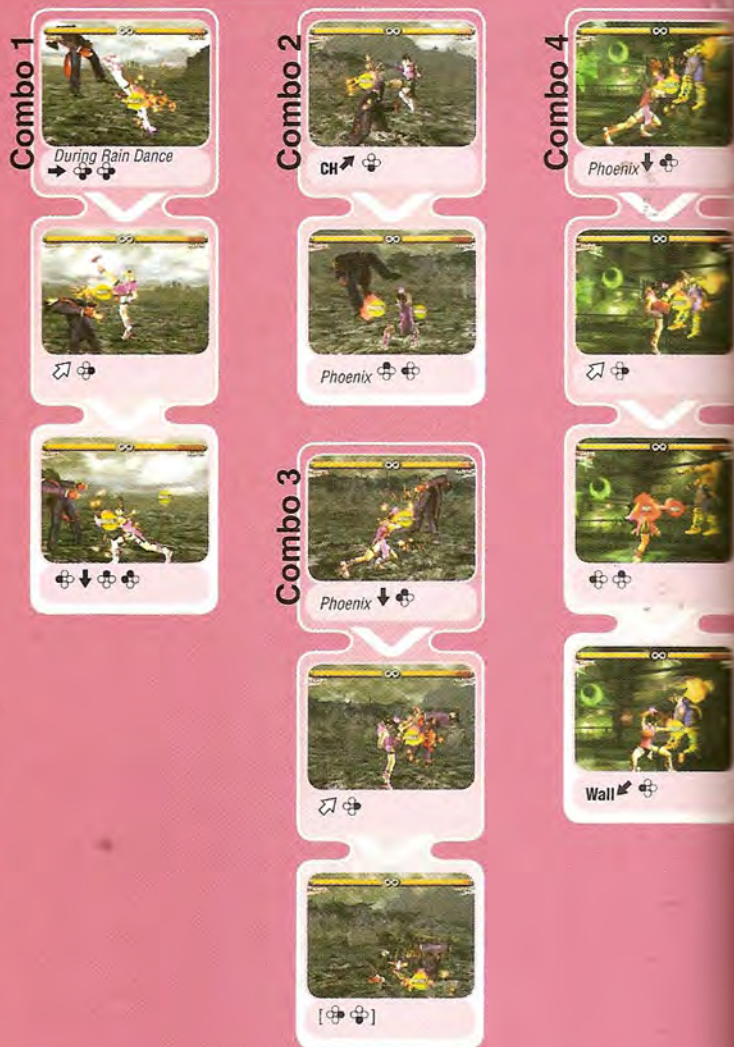 Combo 1
During Rain Dance
Combo 2
CH
Phoenix
Combo 3
Phoenix
[ ]
Combo 4
Phoenix
Wall